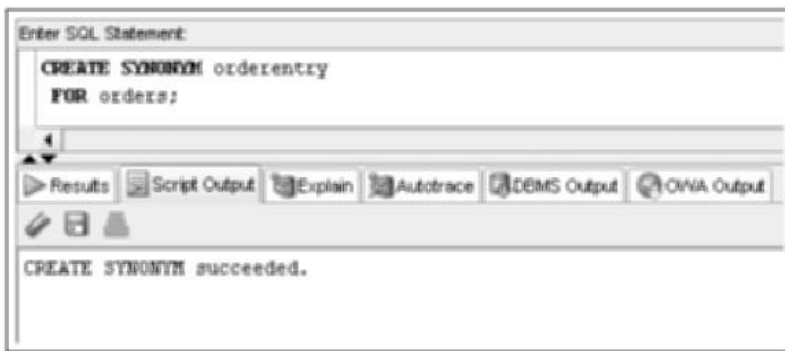 Enter SQL Statement:
CREATE SYNONYM orderentry
FOR orders;
Results Script Output Explain Autotrace DBMS Output OWA Output
CREATE SYNONYM succeeded.